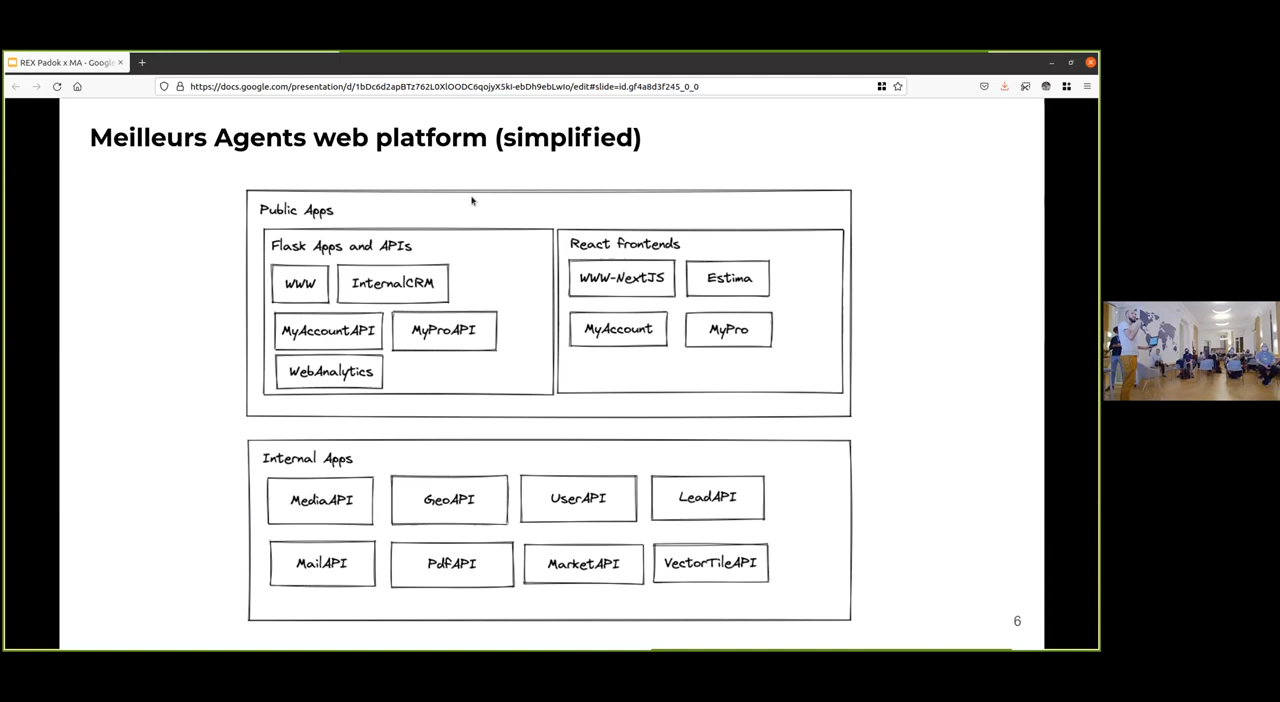 REX Padok x MA - Google
https://docs.google.com/presentation/d/1bDc6d2apBTz762L0XlOODC6qojyX5kI-ebDh9ebLwIo/edit#slide=id.gf4a8d3f245_0_0
Meilleurs Agents web platform (simplified)
Public Apps
Flask Apps and APIs
WWW InternalCRM
MyAccountAPI MyProAPI
WebAnalytics
React frontends
WWW-NextJS Estima
MyAccount MyPro
Internal Apps
MediaAPI GeoAPI UserAPI LeadAPI
MailAPI PdfAPI MarketAPI VectorTileAPI
6